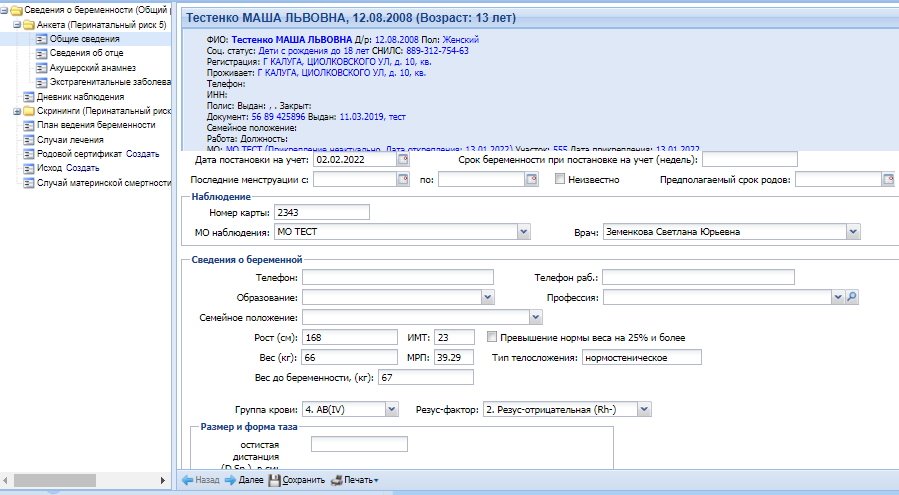 Сведения о беременности (Общий р
Анкета (Перинатальный риск 5)
Общие сведения
Сведения об отце
Акушерский анамнез
Экстрагенитальные заболева
Дневник наблюдения
Скрининги (Перинатальный риск
План ведения беременности
Случаи лечения
Родовой сертификат Создать
Исход Создать
Случай материнской смертности
Тестенко МАША ЛЬВОВНА, 12.08.2008 (Возраст: 13 лет)
ФИО: Тестенко МАША ЛЬВОВНА Д/р: 12.08.2008 Пол: Женский
Соц. статус: Дети с рождения до 18 лет СНИЛС: 889-312-754-63
Регистрация: Г КАЛУГА, ЦИОЛКОВСКОГО УЛ, д. 10, кв.
Проживает: Г КАЛУГА, ЦИОЛКОВСКОГО УЛ, д. 10, кв.
Телефон:
ИНН:
Полис: Выдан: , . Закрыт:
Документ: 56 89 425896 Выдан: 11.03.2019, тест
Семейное положение:
Работа: Должность:
МО: МО ТЕСТ (Прикрепление неактуально. Дата открепления: 13.01.2022) Участок: 555 Дата прикрепления: 13.01.2022
Дата постановки на учет: 02.02.2022 Срок беременности при постановке на учет (недель):
Последние менструации с: по: Неизвестно Предполагаемый срок родов:
Наблюдение
Номер карты: 2343
МО наблюдения: МО ТЕСТ Врач: Земенкова Светлана Юрьевна
Сведения о беременной
Телефон: Телефон раб.:
Образование: Профессия:
Семейное положение:
Рост (см): 168 ИМТ: 23 Превышение нормы веса на 25% и более
Вес (кг): 66 МРП: 39.29 Тип телосложения: нормостеническое
Вес до беременности, (кг): 67
Группа крови: 4. AB(IV) Резус-фактор: 2. Резус-отрицательная (Rh-)
Размер и форма таза
остистая
дистанция
(D.Sp.), в см:
Назад Далее Сохранить Печать